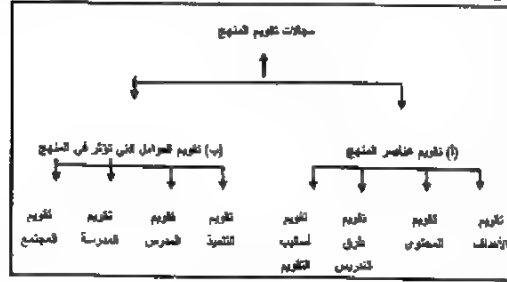 مجالات تقويم المنهج
(أ) تقويم عناصر المنهج
(ب) تقويم العوامل التي تؤثر في المنهج
تقويم الأهداف
تقويم المحتوى
تقويم طرق التدريس
تقويم أساليب التقويم
تقويم التلميذ
تقويم المدرس
تقويم المدرسة
تقويم المجتمع